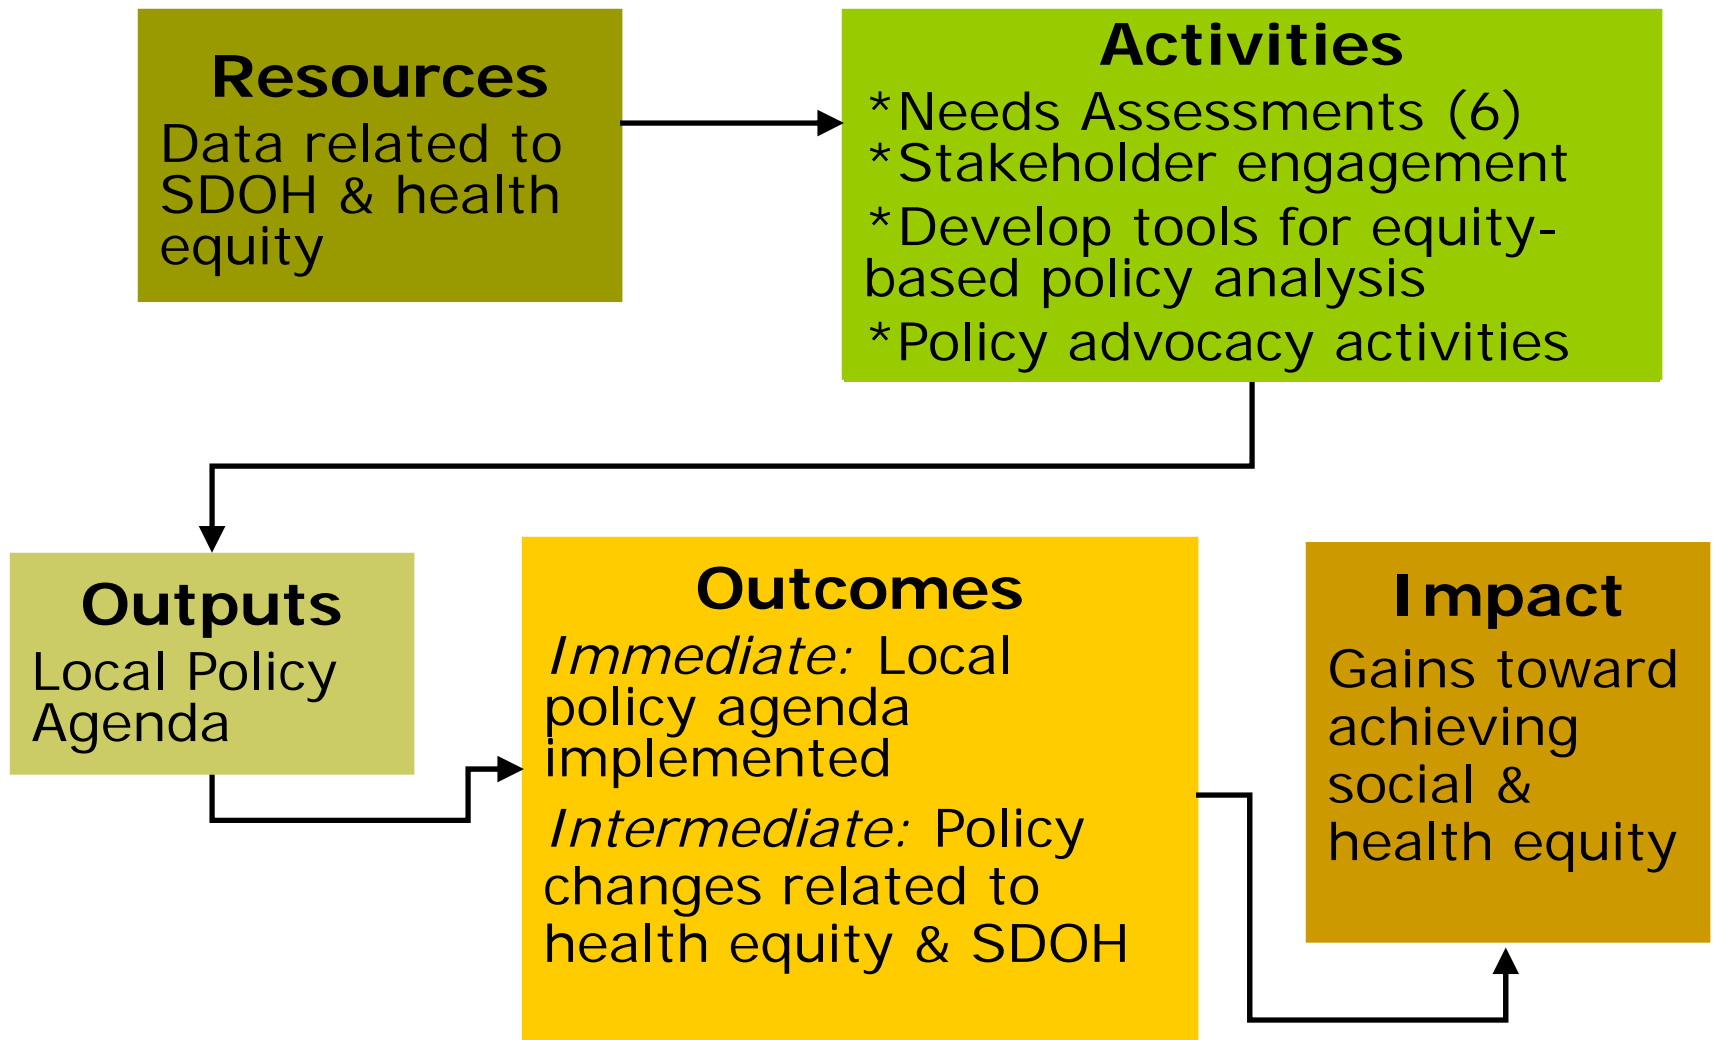 Resources
Data related to
SDOH & health
equity
Activities
*Needs Assessments (6)
*Stakeholder engagement
*Develop tools for equity-
based policy analysis
*Policy advocacy activities
Outputs
Local Policy
Agenda
Outcomes
Immediate: Local
policy agenda
implemented
Intermediate: Policy
changes related to
health equity & SDOH
Impact
Gains toward
achieving
social &
health equity